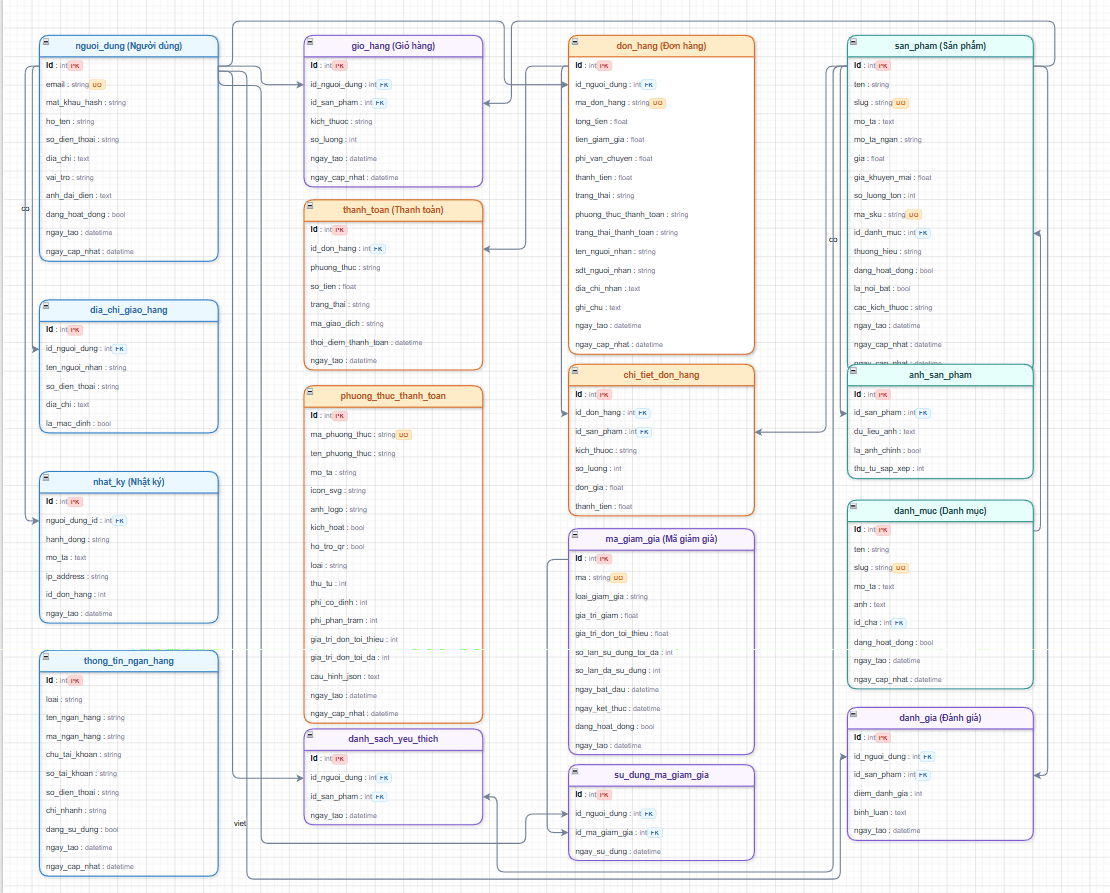 nguoi_dung (Người dùng)
id : int PK
email : string UQ
mat_khau_hash : string
ho_ten : string
so_dien_thoai : string
dia_chi : text
vai_tro : string
anh_dai_dien : text
dang_hoat_dong : bool
ngay_tao : datetime
ngay_cap_nhat : datetime
dia_chi_giao_hang
id : int PK
id_nguoi_dung : int FK
ten_nguoi_nhan : string
so_dien_thoai : string
dia_chi : text
la_mac_dinh : bool
nhat_ky (Nhật ký)
id : int PK
nguoi_dung_id : int FK
hanh_dong : string
mo_ta : text
ip_address : string
id_don_hang : int
ngay_tao : datetime
thong_tin_ngan_hang
id : int PK
loai : string
ten_ngan_hang : string
ma_ngan_hang : string
chu_tai_khoan : string
so_tai_khoan : string
so_dien_thoai : string
chi_nhanh : string
dang_su_dung : bool
ngay_tao : datetime
ngay_cap_nhat : datetime
có
viet
gio_hang (Giỏ hàng)
id : int PK
id_nguoi_dung : int FK
id_san_pham : int FK
kich_thuoc : string
so_luong : int
ngay_tao : datetime
ngay_cap_nhat : datetime
thanh_toan (Thanh toán)
id : int PK
id_don_hang : int FK
phuong_thuc : string
so_tien : float
trang_thai : string
ma_giao_dich : string
thoi_diem_thanh_toan : datetime
ngay_tao : datetime
phuong_thuc_thanh_toan
id : int PK
ma_phuong_thuc : string UQ
ten_phuong_thuc : string
mo_ta : string
icon_svg : string
anh_logo : string
kich_hoat : bool
ho_tro_qr : bool
loai : string
thu_tu : int
phi_co_dinh : int
phi_phan_tram : int
gia_tri_don_toi_thieu : int
gia_tri_don_toi_da : int
cau_hinh_json : text
ngay_tao : datetime
ngay_cap_nhat : datetime
danh_sach_yeu_thich
id : int PK
id_nguoi_dung : int FK
id_san_pham : int FK
ngay_tao : datetime
don_hang (Đơn hàng)
id : int PK
id_nguoi_dung : int FK
ma_don_hang : string UQ
tong_tien : float
tien_giam_gia : float
phi_van_chuyen : float
thanh_tien : float
trang_thai : string
phuong_thuc_thanh_toan : string
trang_thai_thanh_toan : string
ten_nguoi_nhan : string
sdt_nguoi_nhan : string
dia_chi_nhan : text
ghi_chu : text
ngay_tao : datetime
ngay_cap_nhat : datetime
chi_tiet_don_hang
id : int PK
id_don_hang : int FK
id_san_pham : int FK
kich_thuoc : string
so_luong : int
don_gia : float
thanh_tien : float
ma_giam_gia (Mã giảm giá)
id : int PK
ma : string UQ
loai_giam_gia : string
gia_tri_giam : float
gia_tri_don_toi_thieu : float
so_lan_su_dung_toi_da : int
so_lan_da_su_dung : int
ngay_bat_dau : datetime
ngay_ket_thuc : datetime
dang_hoat_dong : bool
ngay_tao : datetime
su_dung_ma_giam_gia
id : int PK
id_nguoi_dung : int FK
id_ma_giam_gia : int FK
ngay_su_dung : datetime
có
san_pham (Sản phẩm)
id : int PK
ten : string
slug : string UQ
mo_ta : text
mo_ta_ngan : string
gia : float
gia_khuyen_mai : float
so_luong_ton : int
ma_sku : string UQ
id_danh_muc : int FK
thuong_hieu : string
dang_hoat_dong : bool
la_noi_bat : bool
cac_kich_thuoc : string
ngay_tao : datetime
ngay_cap_nhat : datetime
ngay_cap_nhat : datetime
anh_san_pham
id : int PK
id_san_pham : int FK
du_lieu_anh : text
la_anh_chinh : bool
thu_tu_sap_xep : int
danh_muc (Danh mục)
id : int PK
ten : string
slug : string UQ
mo_ta : text
anh : text
id_cha : int FK
dang_hoat_dong : bool
ngay_tao : datetime
ngay_cap_nhat : datetime
danh_gia (Đánh giá)
id : int PK
id_nguoi_dung : int FK
id_san_pham : int FK
diem_danh_gia : int
binh_luan : text
ngay_tao : datetime